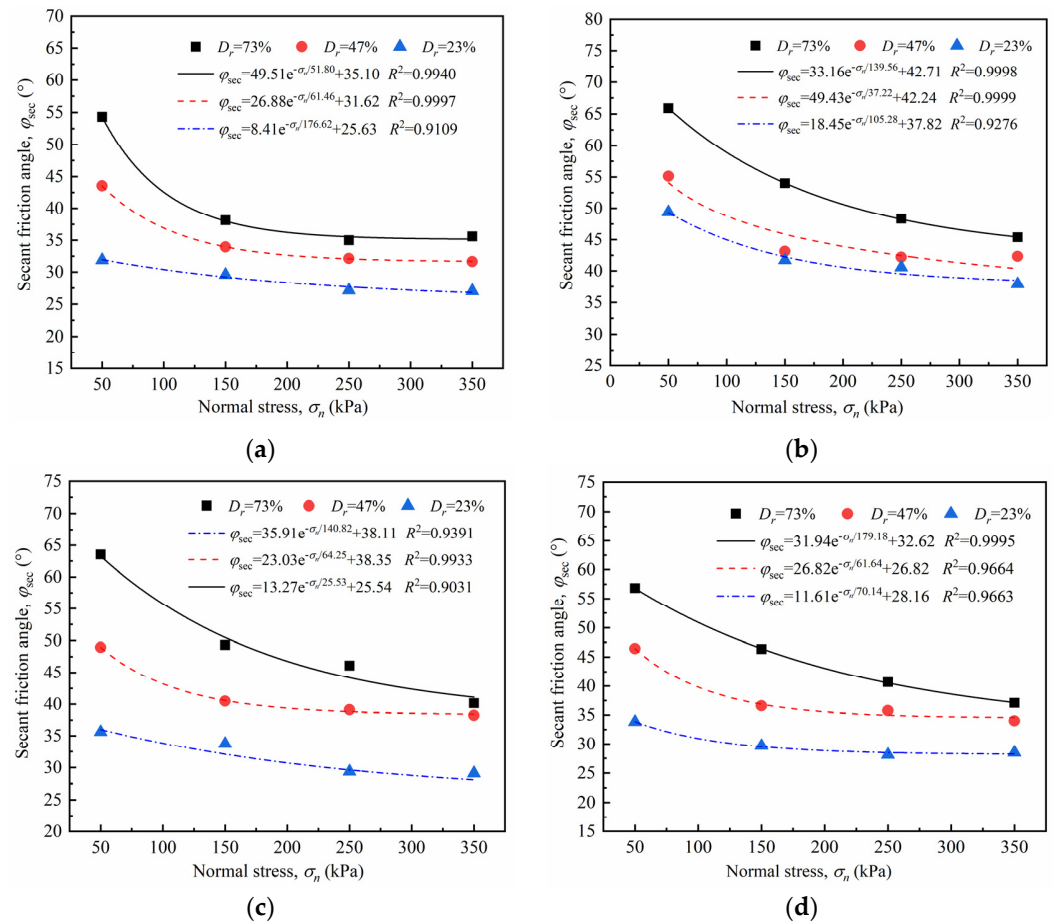 70
65
60
55
50
45
40
35
30
25
20
15
Secant friction angle, φsec (°)
Dr=73% Dr=47% Dr=23%
φsec=49.51e^-σn/51.80+35.10 R²=0.9940
φsec=26.88e^-σn/61.46+31.62 R²=0.9997
φsec=8.41e^-σn/176.62+25.63 R²=0.9109
50 100 150 200 250 300 350
Normal stress, σn (kPa)
(a)
80
75
70
65
60
55
50
45
40
35
30
25
Secant friction angle, φsec (°)
Dr=73% Dr=47% Dr=23%
φsec=33.16e^-σn/139.56+42.71 R²=0.9998
φsec=49.43e^-σn/37.22+42.24 R²=0.9999
φsec=18.45e^-σn/105.28+37.82 R²=0.9276
0 50 100 150 200 250 300 350
Normal stress, σn (kPa)
(b)
75
70
65
60
55
50
45
40
35
30
25
20
Secant friction angle, φsec (°)
Dr=73% Dr=47% Dr=23%
φsec=35.91e^-σn/140.82+38.11 R²=0.9391
φsec=23.03e^-σn/64.25+38.35 R²=0.9933
φsec=13.27e^-σn/25.53+25.54 R²=0.9031
50 100 150 200 250 300 350
Normal stress, σn (kPa)
(c)
75
70
65
60
55
50
45
40
35
30
25
20
15
Secant friction angle, φsec (°)
Dr=73% Dr=47% Dr=23%
φsec=31.94e^-σn/179.18+32.62 R²=0.9995
φsec=26.82e^-σn/61.64+26.82 R²=0.9664
φsec=11.61e^-σn/70.14+28.16 R²=0.9663
50 100 150 200 250 300 350
Normal stress, σn (kPa)
(d)